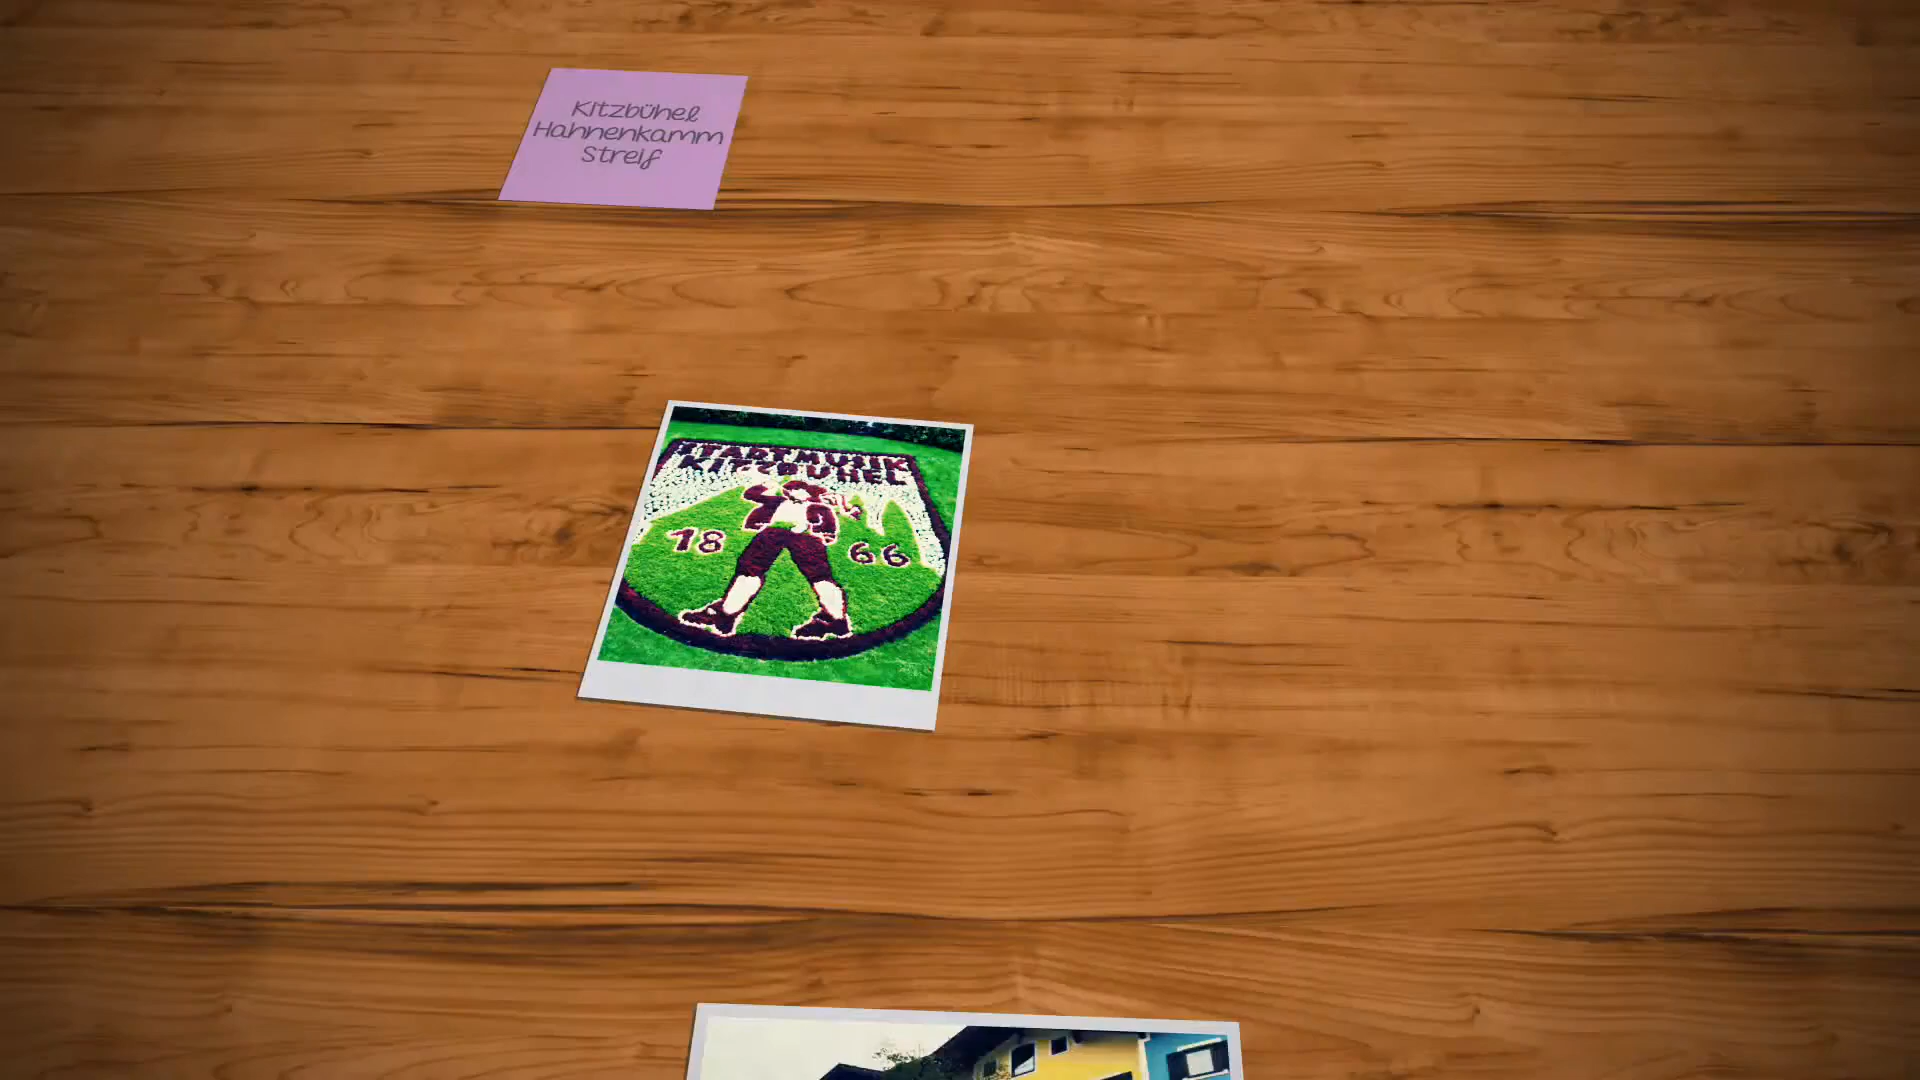 Kitzbühel
Hahnenkamm
Streif
STADTMUSIK
KITZBÜHEL
18 66